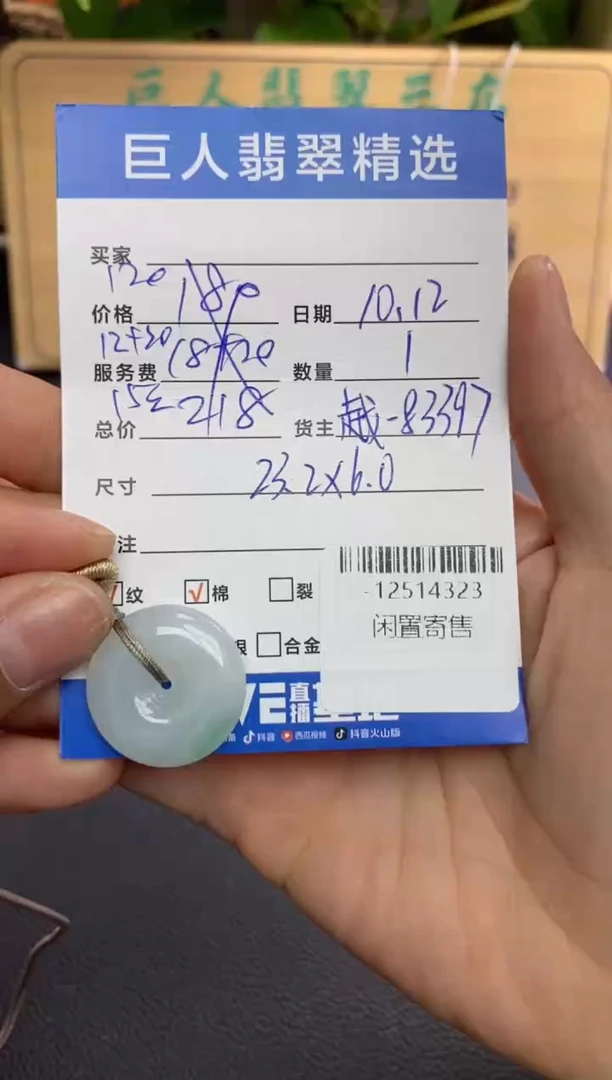 巨人翡翠
巨人翡翠精选
买家
120
价格 180 日期 10.12
12+20
服务费 18+20 数量 1
152
总价 218 货主 越-83397
尺寸 23.2×6.0
注
纹 √棉 裂
-12514323
闲置寄售
银 合金
直播基地
抖音 西瓜视频 抖音火山版